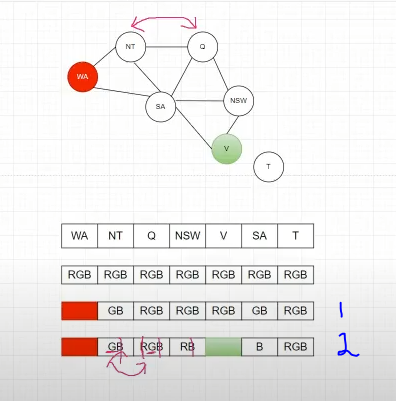 NT Q
WA
SA NSW
V
T
WA NT Q NSW V SA T
RGB RGB RGB RGB RGB RGB RGB
GB RGB RGB RGB GB RGB 1
GB RGB RB B RGB 2